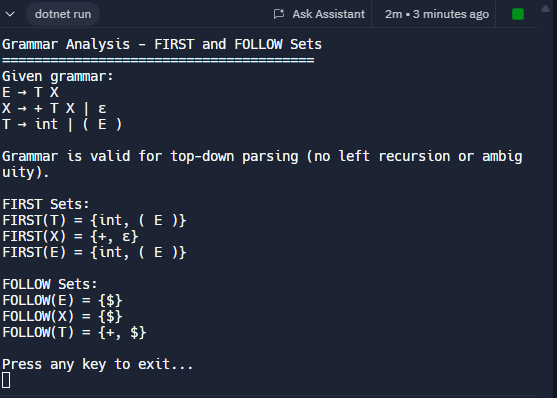 dotnet run
Ask Assistant
2m • 3 minutes ago
Grammar Analysis - FIRST and FOLLOW Sets
=======================================
Given grammar:
E → T X
X → + T X | ε
T → int | ( E )
Grammar is valid for top-down parsing (no left recursion or ambig
uity).
FIRST Sets:
FIRST(T) = {int, ( E )}
FIRST(X) = {+, ε}
FIRST(E) = {int, ( E )}
FOLLOW Sets:
FOLLOW(E) = {$}
FOLLOW(X) = {$}
FOLLOW(T) = {+, $}
Press any key to exit...